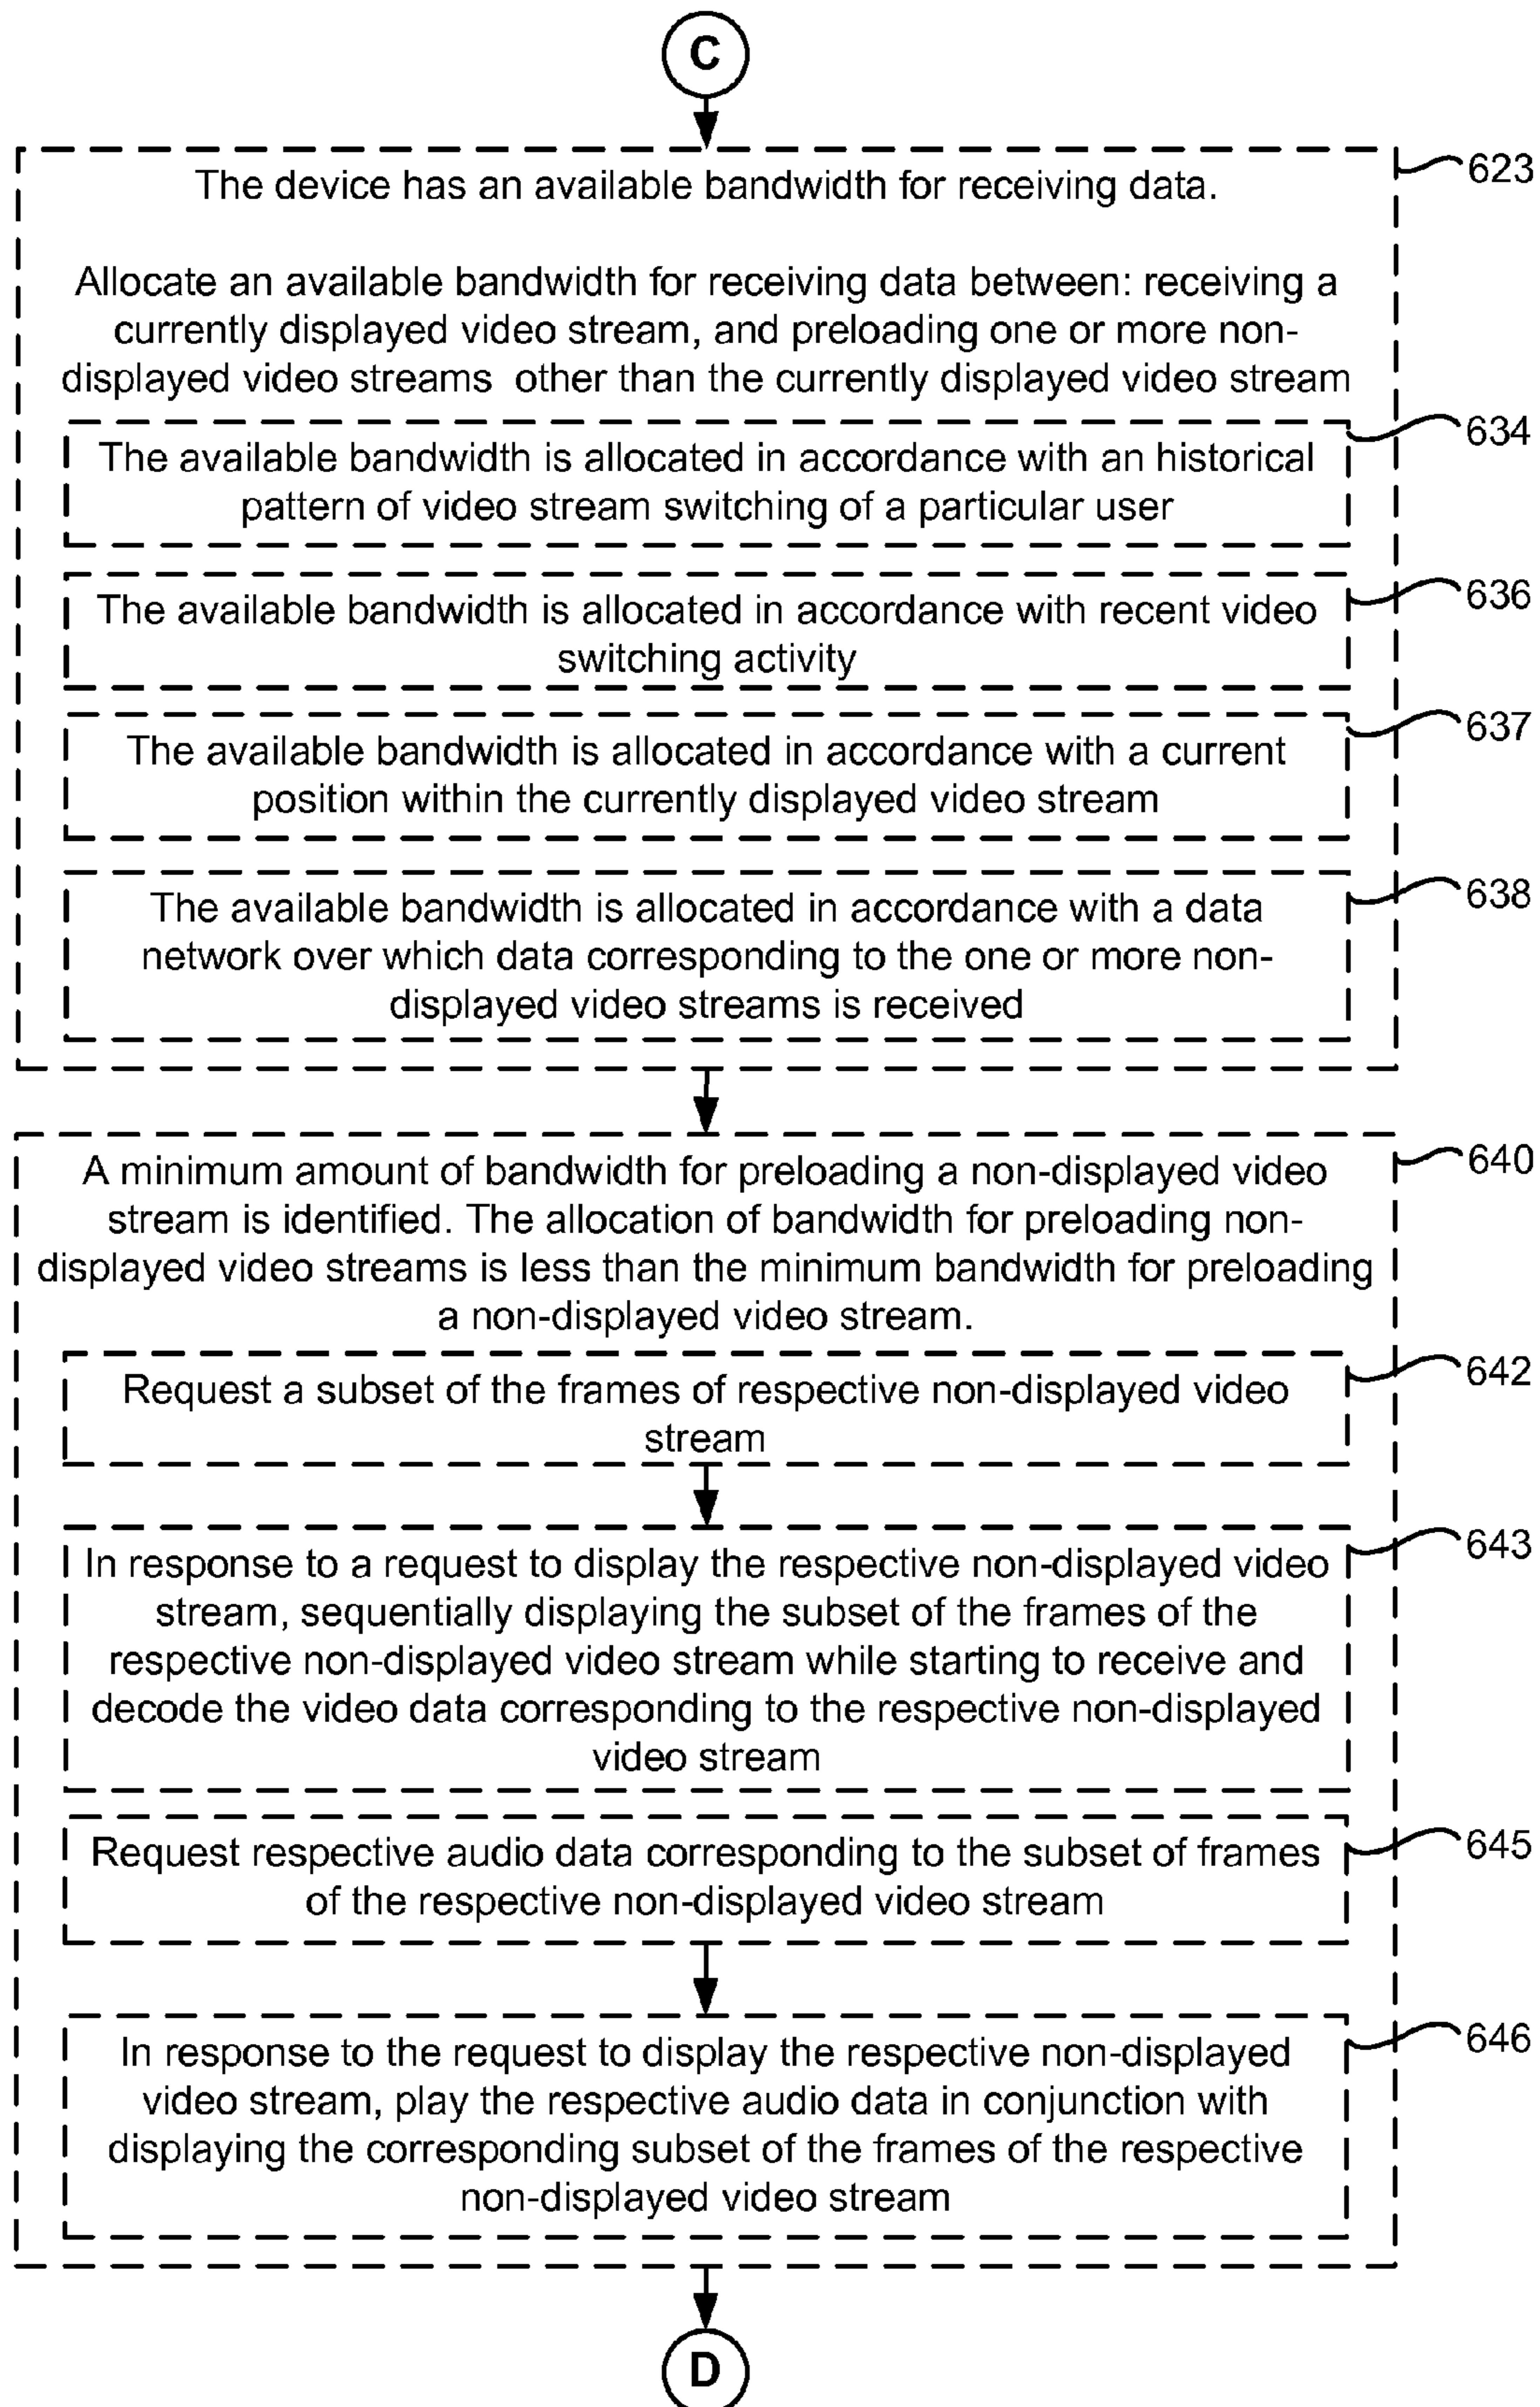 C
The device has an available bandwidth for receiving data.
623
Allocate an available bandwidth for receiving data between: receiving a
currently displayed video stream, and preloading one or more non-
displayed video streams other than the currently displayed video stream
634
The available bandwidth is allocated in accordance with an historical
pattern of video stream switching of a particular user
636
The available bandwidth is allocated in accordance with recent video
switching activity
637
The available bandwidth is allocated in accordance with a current
position within the currently displayed video stream
638
The available bandwidth is allocated in accordance with a data
network over which data corresponding to the one or more non-
displayed video streams is received
640
A minimum amount of bandwidth for preloading a non-displayed video
stream is identified. The allocation of bandwidth for preloading non-
displayed video streams is less than the minimum bandwidth for preloading
a non-displayed video stream.
642
Request a subset of the frames of respective non-displayed video
stream
643
In response to a request to display the respective non-displayed video
stream, sequentially displaying the subset of the frames of the
respective non-displayed video stream while starting to receive and
decode the video data corresponding to the respective non-displayed
video stream
645
Request respective audio data corresponding to the subset of frames
of the respective non-displayed video stream
646
In response to the request to display the respective non-displayed
video stream, play the respective audio data in conjunction with
displaying the corresponding subset of the frames of the respective
non-displayed video stream
D